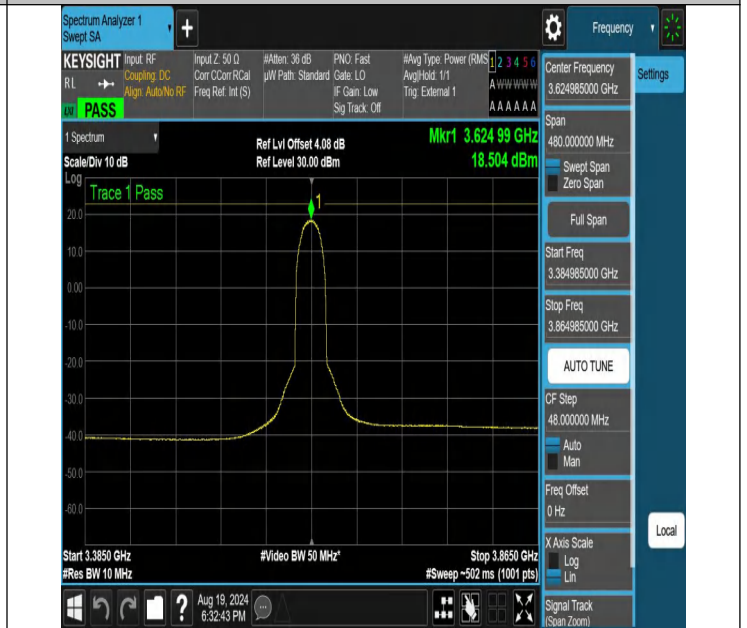 Spectrum Analyzer 1
Swept SA
+
Frequency
KEYSIGHT
RL
PASS
Input: RF
Coupling: DC
Align: Auto/No RF
Input Z: 50 Ω
Corr CCorr RCal
Freq Ref: Int (S)
#Atten: 36 dB
µW Path: Standard
PNO: Fast
Gate: LO
IF Gain: Low
Sig Track: Off
#Avg Type: Power (RMS
Avg|Hold: 1/1
Trig: External 1
1 2 3 4 5 6
A W W W W W
A A A A A A
1 Spectrum
Scale/Div 10 dB
Ref Lvl Offset 4.08 dB
Ref Level 30.00 dBm
Mkr1 3.624 99 GHz
18.504 dBm
Log
Trace 1 Pass
1
20.0
10.0
0.00
-10.0
-20.0
-30.0
-40.0
-50.0
-60.0
Start 3.3850 GHz
#Res BW 10 MHz
#Video BW 50 MHz*
Stop 3.8650 GHz
#Sweep ~502 ms (1001 pts)
Center Frequency
3.624985000 GHz
Settings
Span
480.000000 MHz
Swept Span
Zero Span
Full Span
Start Freq
3.384985000 GHz
Stop Freq
3.864985000 GHz
AUTO TUNE
CF Step
48.000000 MHz
Auto
Man
Freq Offset
0 Hz
X Axis Scale
Log
Lin
Local
Signal Track
(Span Zoom)
?
Aug 19, 2024
6:32:43 PM